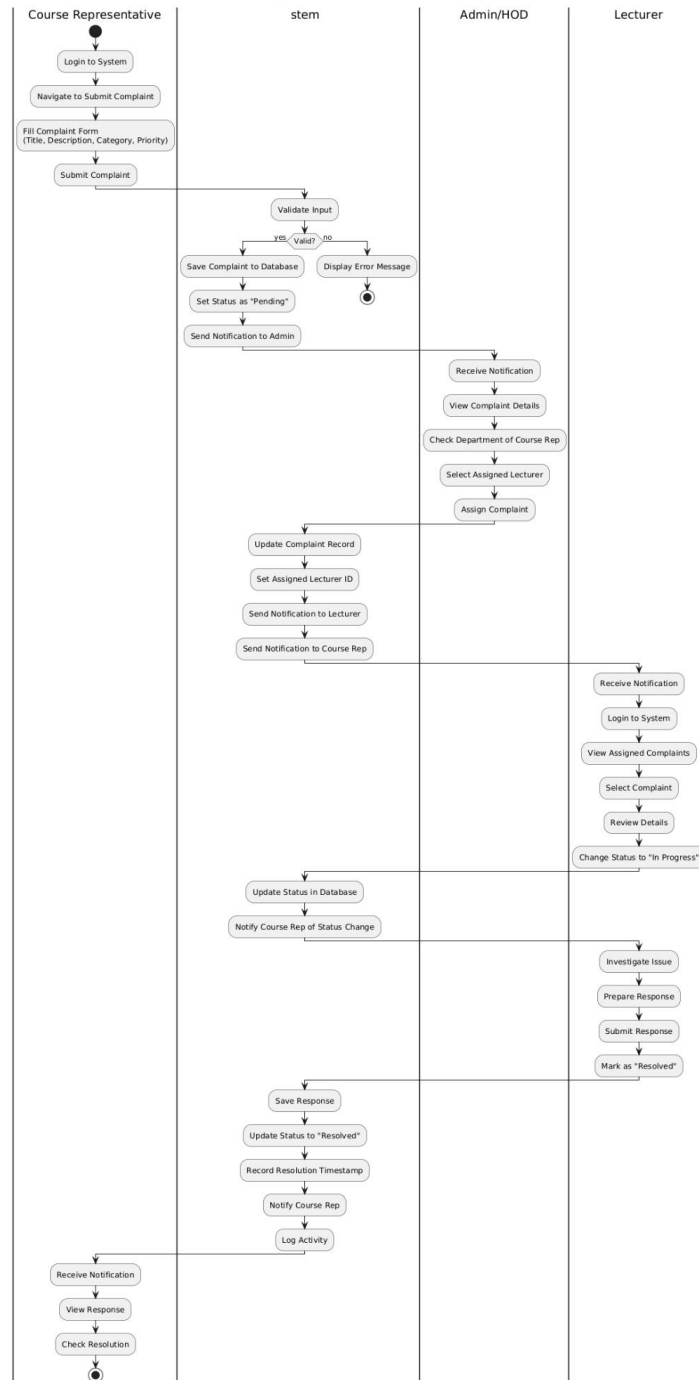 Course Representative
stem
Admin/HOD
Lecturer
Login to System
Navigate to Submit Complaint
Fill Complaint Form
(Title, Description, Category, Priority)
Submit Complaint
Validate Input
yes
Valid?
no
Save Complaint to Database
Display Error Message
Set Status as "Pending"
Send Notification to Admin
Receive Notification
View Complaint Details
Check Department of Course Rep
Select Assigned Lecturer
Assign Complaint
Update Complaint Record
Set Assigned Lecturer ID
Send Notification to Lecturer
Send Notification to Course Rep
Receive Notification
Login to System
View Assigned Complaints
Select Complaint
Review Details
Change Status to "In Progress"
Update Status in Database
Notify Course Rep of Status Change
Investigate Issue
Prepare Response
Submit Response
Mark as "Resolved"
Save Response
Update Status to "Resolved"
Record Resolution Timestamp
Notify Course Rep
Log Activity
Receive Notification
View Response
Check Resolution